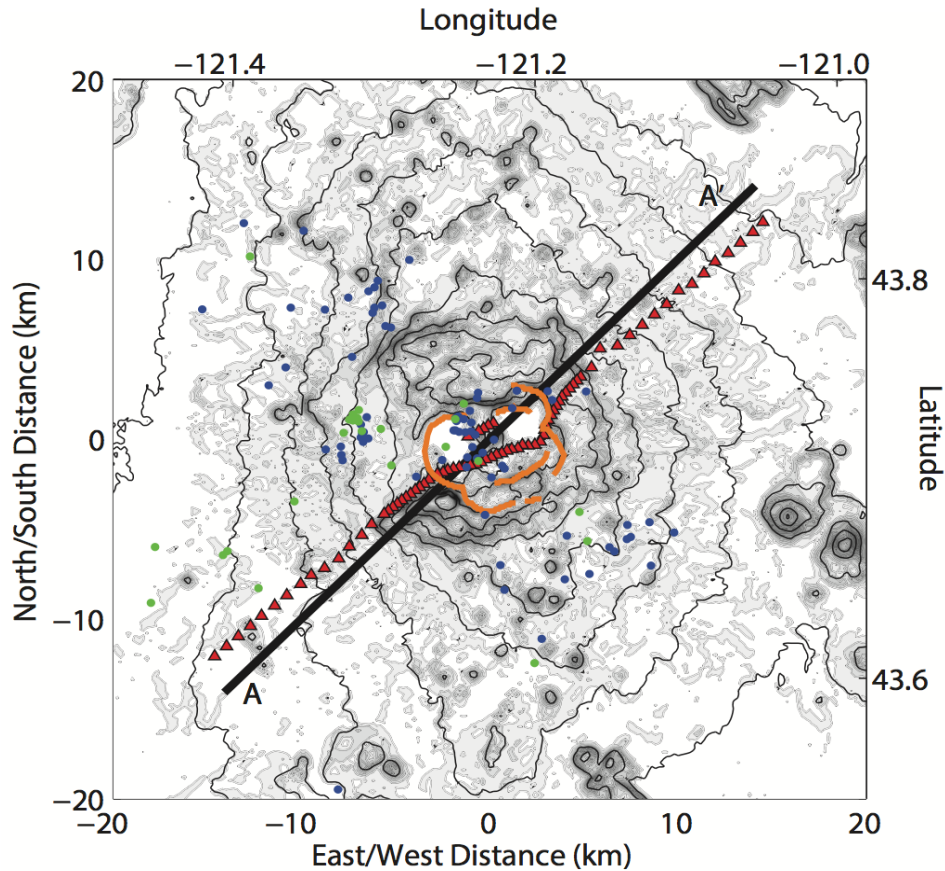 Longitude
−121.4 −121.2 −121.0
20
A'
10
43.8
North/South Distance (km)
0
Latitude
−10
43.6
A
−20
−20 −10 0 10 20
East/West Distance (km)